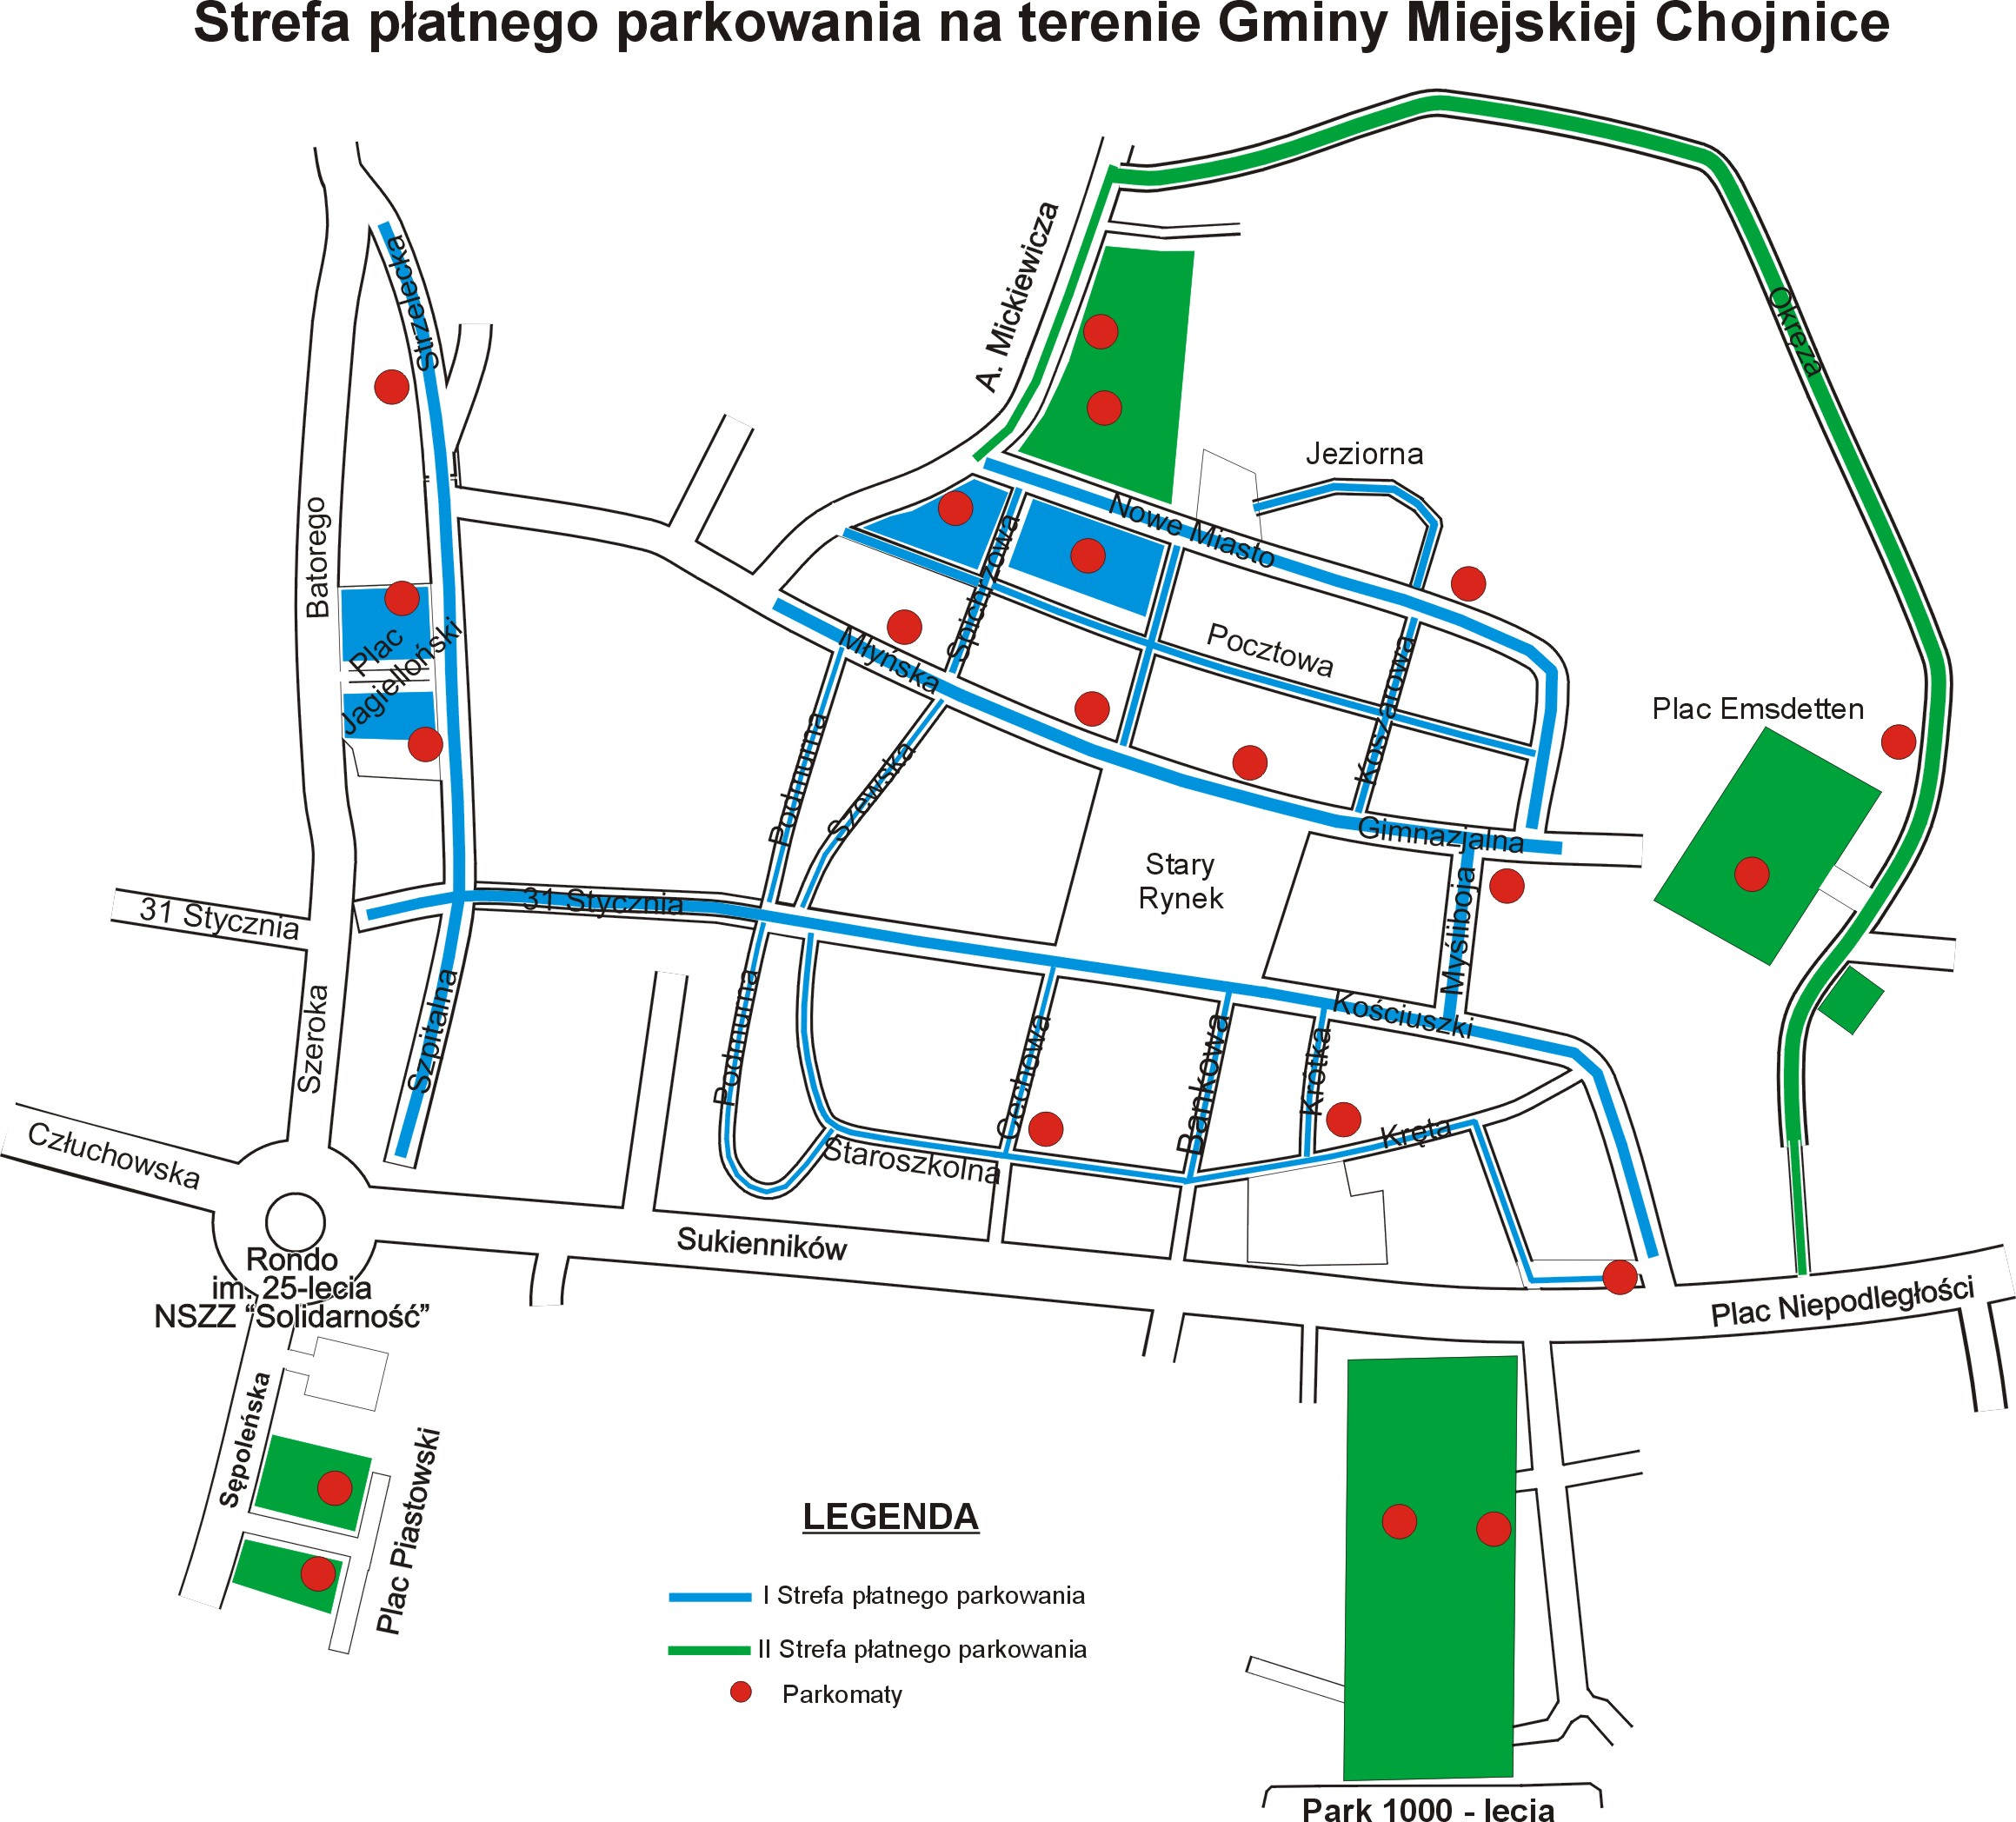 Strefa płatnego parkowania na terenie Gminy Miejskiej Chojnice
A. Mickiewicza
Strzelecka
Okręża
Jeziorna
Nowe Miasto
Batorego
Spichrzowa
Pocztowa
Plac
Jagielloński
Młyńska
Koszarowa
Plac Emsdetten
Podmurna
Szewska
Gimnazjalna
Stary
Rynek
31 Stycznia
31 Stycznia
Myśliboja
Kościuszki
Szeroka
Szpitalna
Podmurna
Cechowa
Bankowa
Krótka
Kręta
Człuchowska
Staroszkolna
Sukienników
Rondo
im. 25-lecia
NSZZ “Solidarność”
Plac Niepodległości
Sępoleńska
Plac Piastowski
LEGENDA
I Strefa płatnego parkowania
II Strefa płatnego parkowania
Parkomaty
Park 1000 - lecia